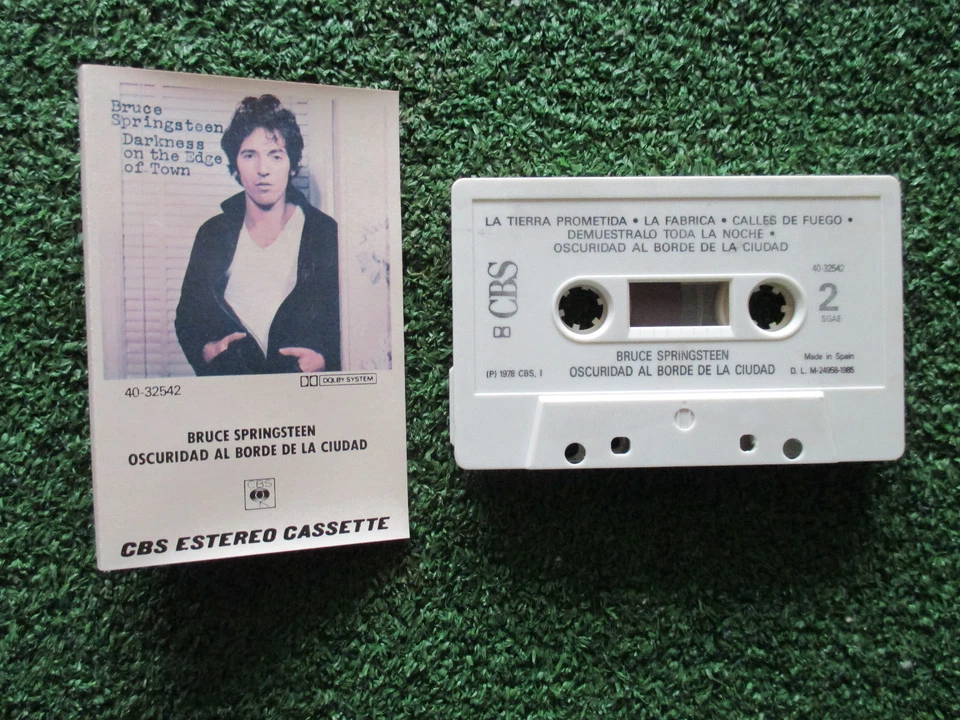 Bruce
Springsteen
Darkness
on the Edge
of Town
40-32542
DOLBY SYSTEM
BRUCE SPRINGSTEEN
OSCURIDAD AL BORDE DE LA CIUDAD
CBS
CBS ESTEREO CASSETTE
LA TIERRA PROMETIDA • LA FABRICA • CALLES DE FUEGO •
DEMUESTRALO TODA LA NOCHE •
OSCURIDAD AL BORDE DE LA CIUDAD
CBS
40-32542
2
SGAE
BRUCE SPRINGSTEEN
Made in Spain
(P) 1978 CBS, I
OSCURIDAD AL BORDE DE LA CIUDAD
D. L. M-24958-1985